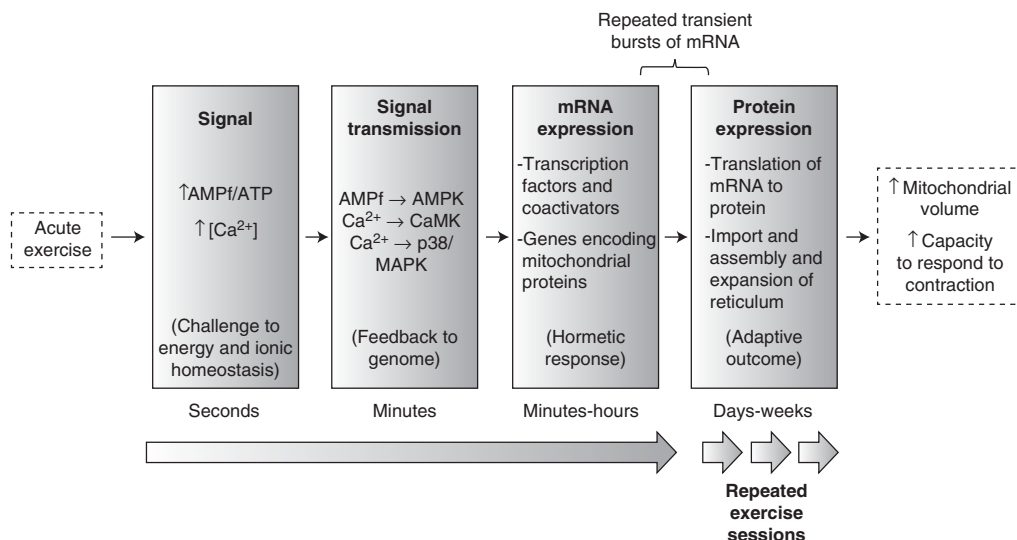 Repeated transient
bursts of mRNA
Acute
exercise
Signal
↑AMPf/ATP
↑[Ca²⁺]
(Challenge to
energy and ionic
homeostasis)
Seconds
Signal
transmission
AMPf → AMPK
Ca²⁺ → CaMK
Ca²⁺ → p38/
MAPK
(Feedback to
genome)
Minutes
mRNA
expression
-Transcription
factors and
coactivators
-Genes encoding
mitochondrial
proteins
(Hormetic
response)
Minutes-hours
Protein
expression
-Translation of
mRNA to
protein
-Import and
assembly and
expansion of
reticulum
(Adaptive
outcome)
Days-weeks
↑ Mitochondrial
volume
↑ Capacity
to respond to
contraction
Repeated
exercise
sessions